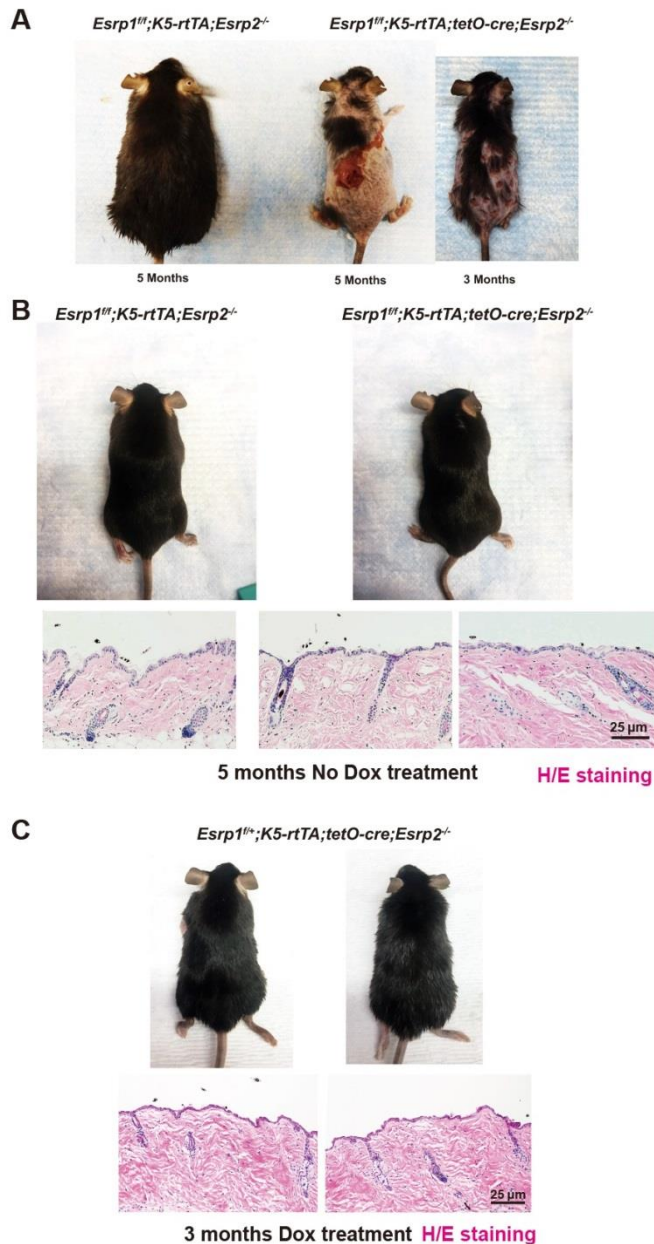 A
Esrp1f/f;K5-rtTA;Esrp2-/- Esrp1f/f;K5-rtTA;tetO-cre;Esrp2-/-
5 Months 5 Months 3 Months
B
Esrp1f/f;K5-rtTA;Esrp2-/- Esrp1f/f;K5-rtTA;tetO-cre;Esrp2-/-
25 µm
5 months No Dox treatment H/E staining
C
Esrp1f/+;K5-rtTA;tetO-cre;Esrp2-/-
25 µm
3 months Dox treatment H/E staining